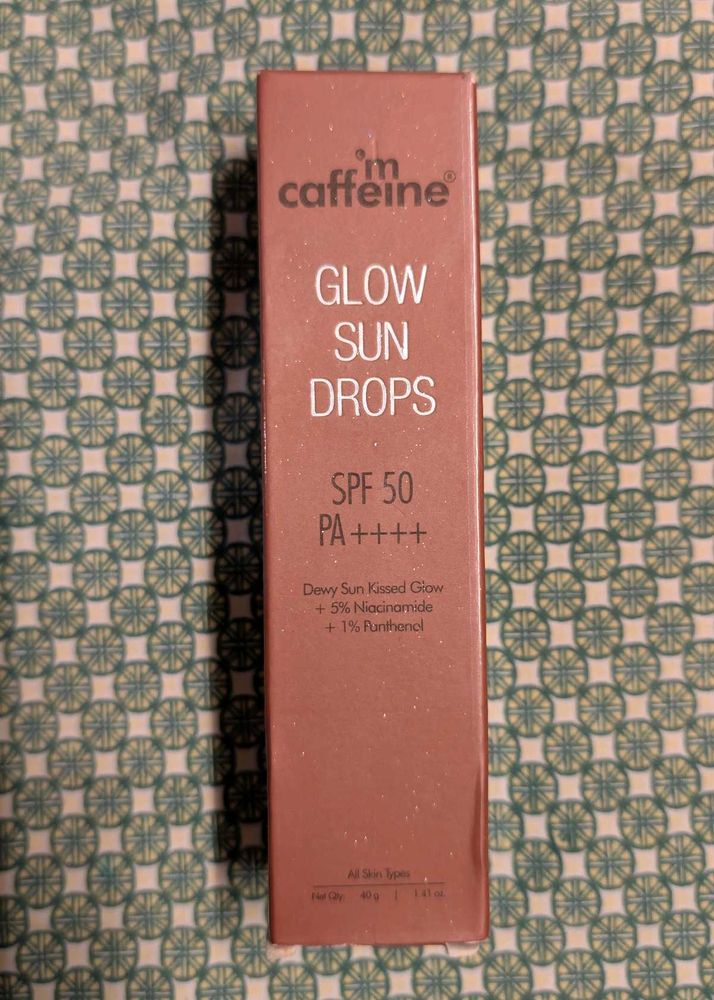 'm
caffeine®
GLOW
SUN
DROPS
SPF 50
PA++++
Dewy Sun Kissed Glow
+ 5% Niacinamide
+ 1% Panthenol
All Skin Types
Net Qty: 40 g | 1.41 oz.